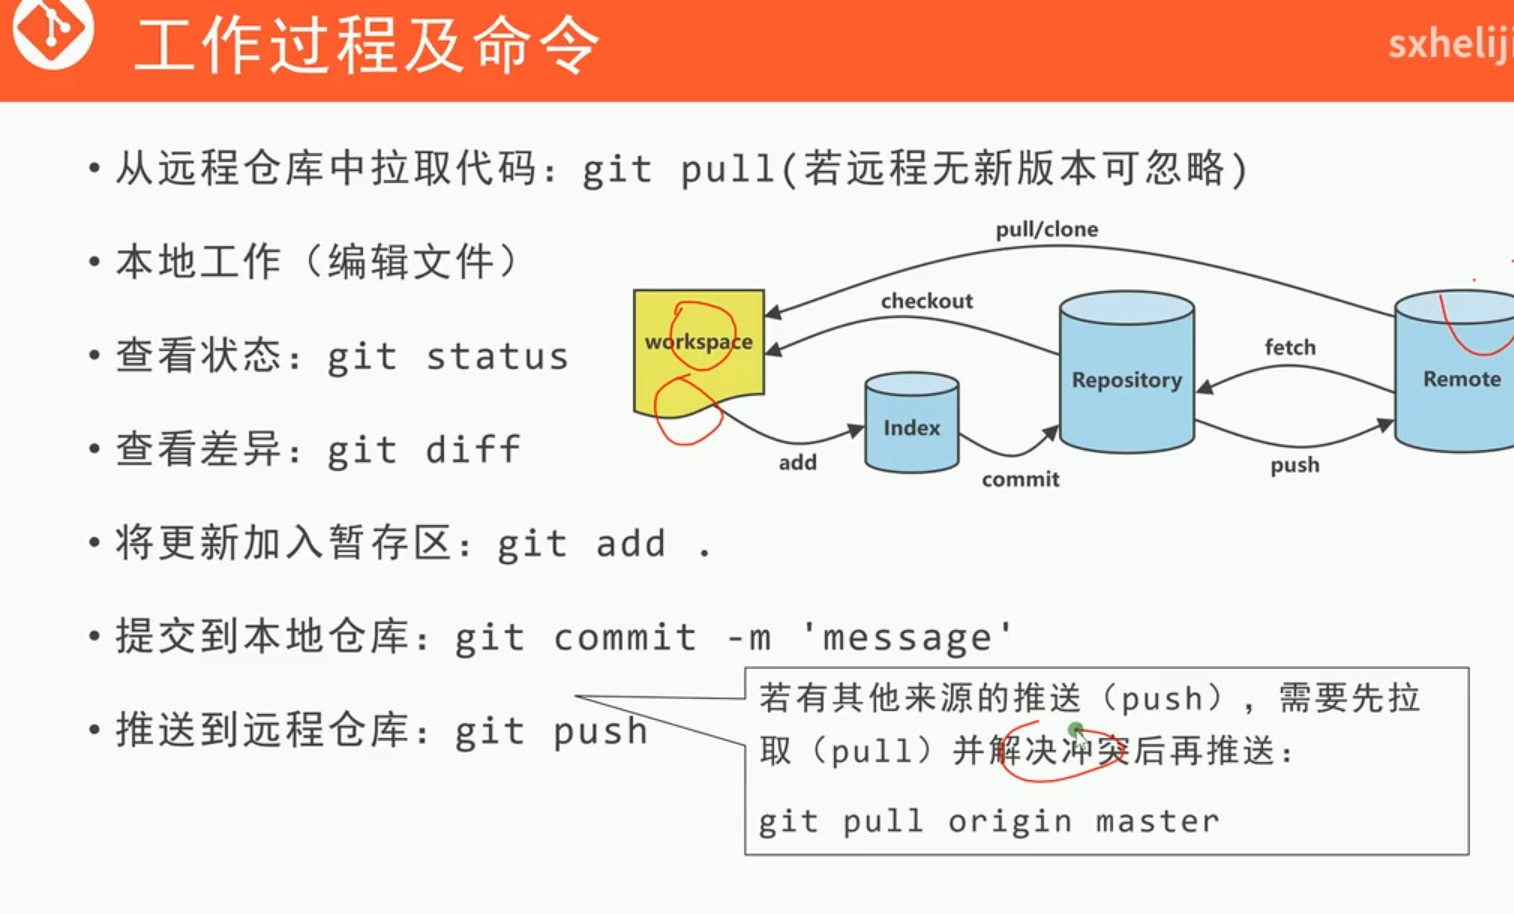 工作过程及命令
sxheliji
• 从远程仓库中拉取代码：git pull(若远程无新版本可忽略)
pull/clone
• 本地工作（编辑文件）
checkout
workspace
fetch
• 查看状态：git status
Repository
Remote
Index
• 查看差异：git diff
add
push
commit
• 将更新加入暂存区：git add .
• 提交到本地仓库：git commit -m 'message'
• 推送到远程仓库：git push
若有其他来源的推送（push），需要先拉
取（pull）并解决冲突后再推送：
git pull origin master